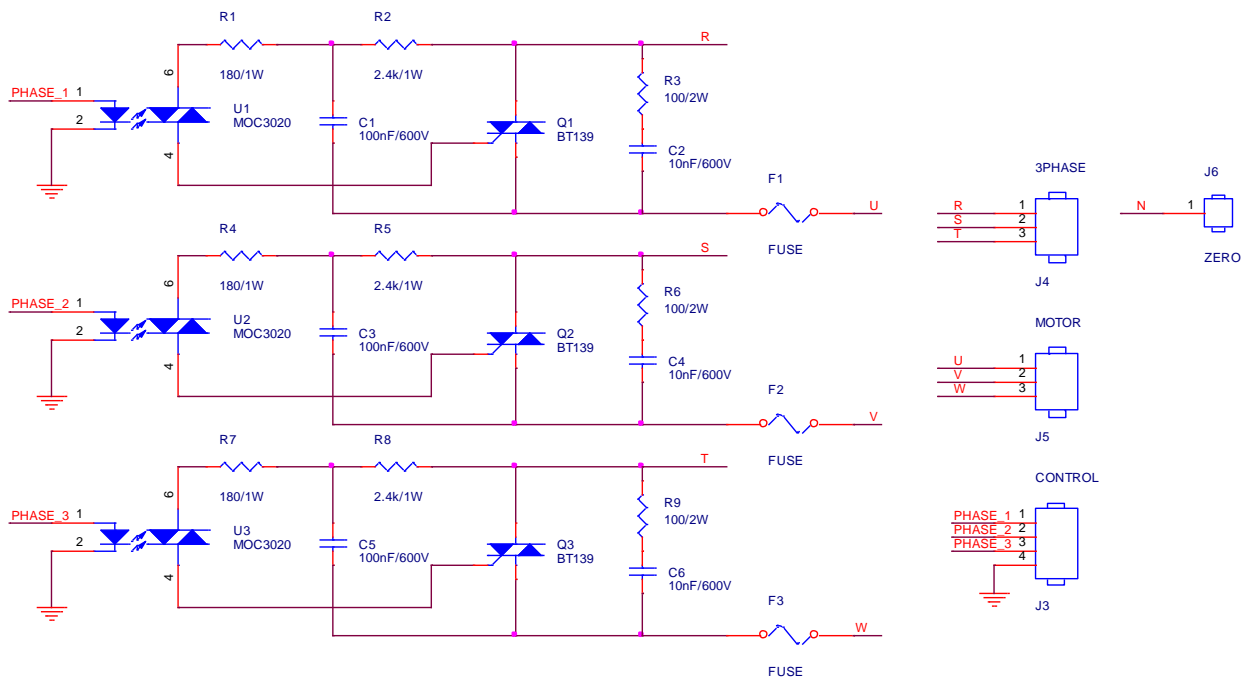 R1
R2
R
180/1W
2.4k/1W
6
R3
100/2W
PHASE_1
1
2
U1
MOC3020
C1
100nF/600V
Q1
BT139
C2
10nF/600V
4
F1
U
FUSE
3PHASE
R
1
S
2
T
3
J4
J6
N
1
ZERO
R4
R5
S
180/1W
2.4k/1W
6
R6
100/2W
PHASE_2
1
2
U2
MOC3020
C3
100nF/600V
Q2
BT139
C4
10nF/600V
4
F2
V
FUSE
MOTOR
U
1
V
2
W
3
J5
R7
R8
T
180/1W
2.4k/1W
6
R9
100/2W
PHASE_3
1
2
U3
MOC3020
C5
100nF/600V
Q3
BT139
C6
10nF/600V
4
F3
W
FUSE
CONTROL
PHASE_1
1
PHASE_2
2
PHASE_3
3
4
J3